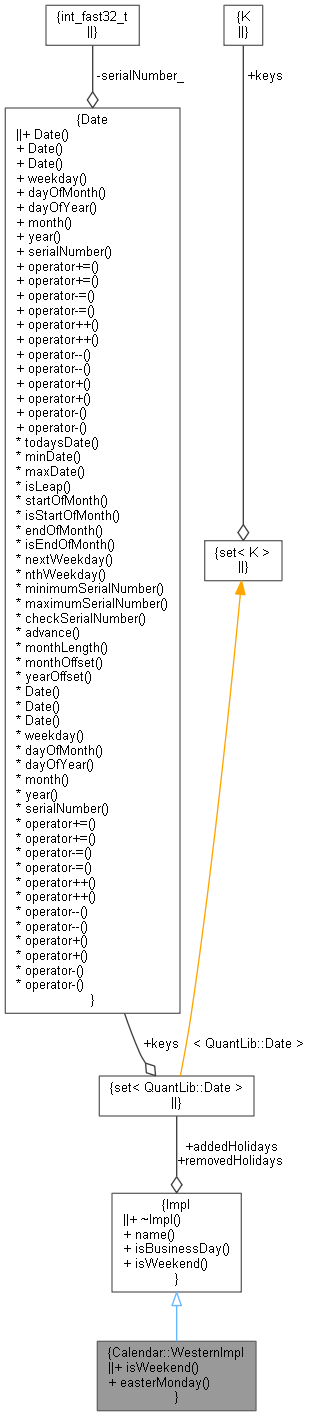 {int_fast32_t
||}
{K
||}
-serialNumber_
+keys
{Date
||+ Date()
+ Date()
+ Date()
+ weekday()
+ dayOfMonth()
+ dayOfYear()
+ month()
+ year()
+ serialNumber()
+ operator+=()
+ operator+=()
+ operator-=()
+ operator-=()
+ operator++()
+ operator++()
+ operator--()
+ operator--()
+ operator+()
+ operator+()
+ operator-()
+ operator-()
* todaysDate()
* minDate()
* maxDate()
* isLeap()
* startOfMonth()
* isStartOfMonth()
* endOfMonth()
* isEndOfMonth()
* nextWeekday()
* nthWeekday()
* minimumSerialNumber()
* maximumSerialNumber()
* checkSerialNumber()
* advance()
* monthLength()
* monthOffset()
* yearOffset()
* Date()
* Date()
* Date()
* weekday()
* dayOfMonth()
* dayOfYear()
* month()
* year()
* serialNumber()
* operator+=()
* operator+=()
* operator-=()
* operator-=()
* operator++()
* operator++()
* operator--()
* operator--()
* operator+()
* operator+()
* operator-()
* operator-()
}
{set< K >
||}
+keys
< QuantLib::Date >
{set< QuantLib::Date >
||}
+addedHolidays
+removedHolidays
{Impl
||+ ~Impl()
+ name()
+ isBusinessDay()
+ isWeekend()
}
{Calendar::WesternImpl
||+ isWeekend()
+ easterMonday()
}